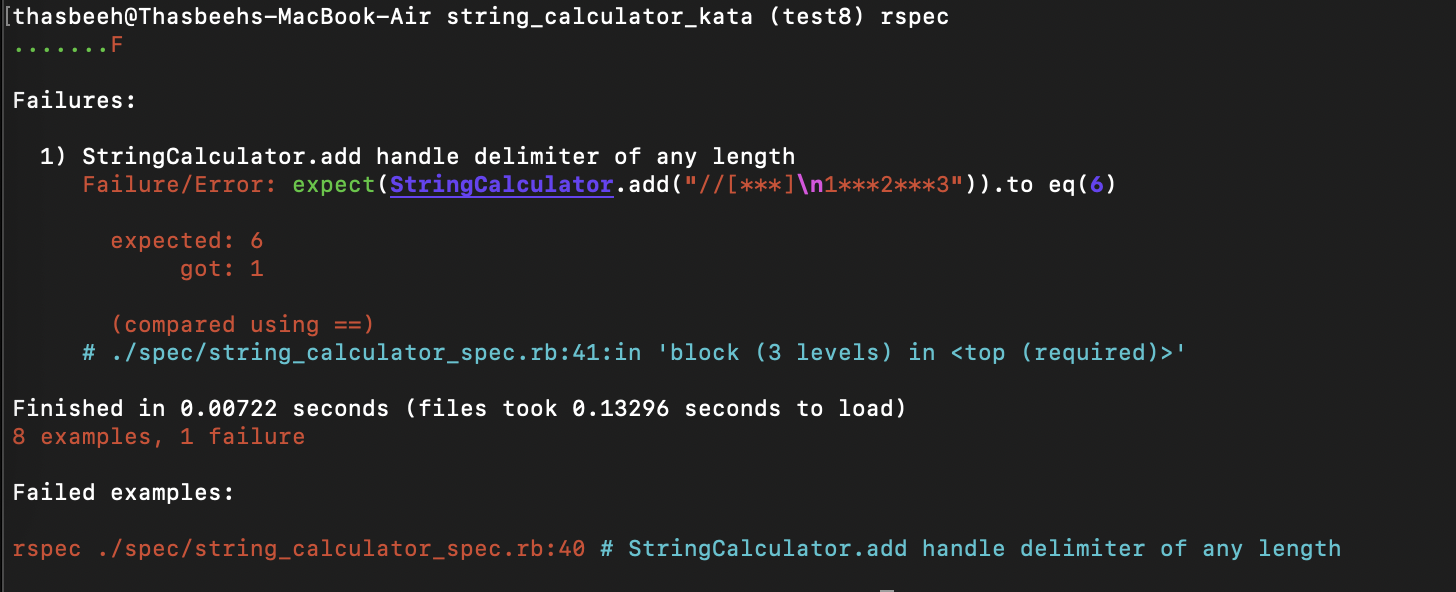 [thasbeeh@Thasbeehs-MacBook-Air string_calculator_kata (test8) rspec
.......F
Failures:
1) StringCalculator.add handle delimiter of any length
Failure/Error: expect(StringCalculator.add("//[***]\n1***2***3")).to eq(6)
expected: 6
got: 1
(compared using ==)
# ./spec/string_calculator_spec.rb:41:in 'block (3 levels) in <top (required)>'
Finished in 0.00722 seconds (files took 0.13296 seconds to load)
8 examples, 1 failure
Failed examples:
rspec ./spec/string_calculator_spec.rb:40 # StringCalculator.add handle delimiter of any length